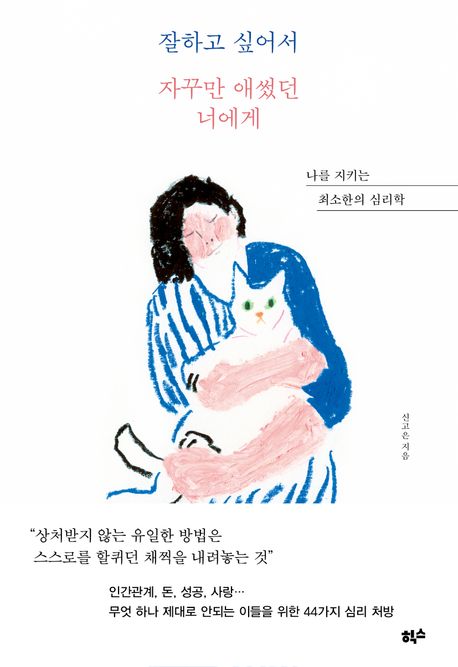 잘하고 싶어서
자꾸만 애썼던
너에게
나를 지키는
최소한의 심리학
신고은 지음
“상처받지 않는 유일한 방법은
스스로를 할퀴던 채찍을 내려놓는 것”
인간관계, 돈, 성공, 사랑…
무엇 하나 제대로 안되는 이들을 위한 44가지 심리 처방
힉스